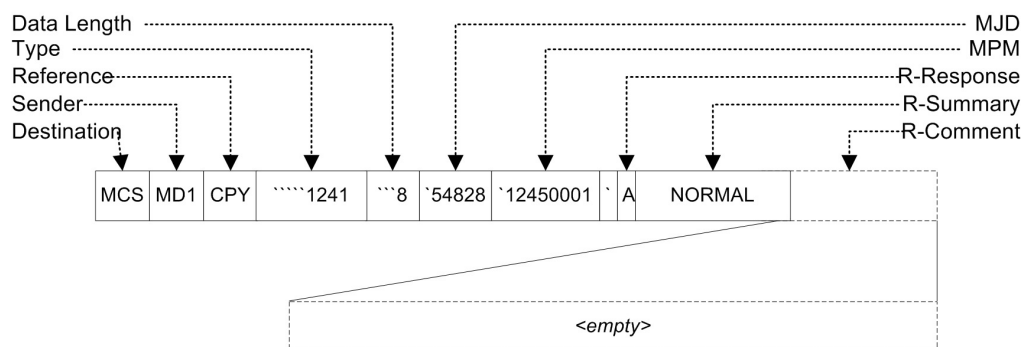 Data Length MJD
Type MPM
Reference R-Response
Sender R-Summary
Destination R-Comment
MCS MD1 CPY `````1241 ```8 `54828 `12450001 ` A NORMAL
<empty>